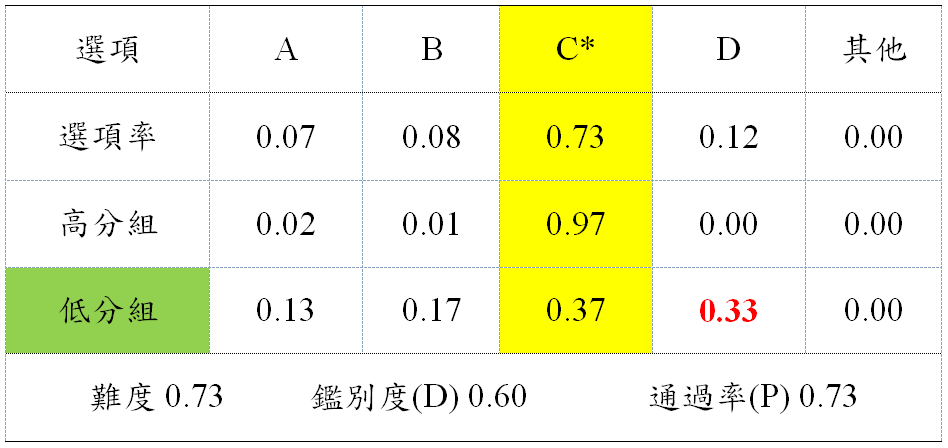 選項 A B C* D 其他
選項率 0.07 0.08 0.73 0.12 0.00
高分組 0.02 0.01 0.97 0.00 0.00
低分組 0.13 0.17 0.37 0.33 0.00
難度 0.73 鑑別度(D) 0.60 通過率(P) 0.73